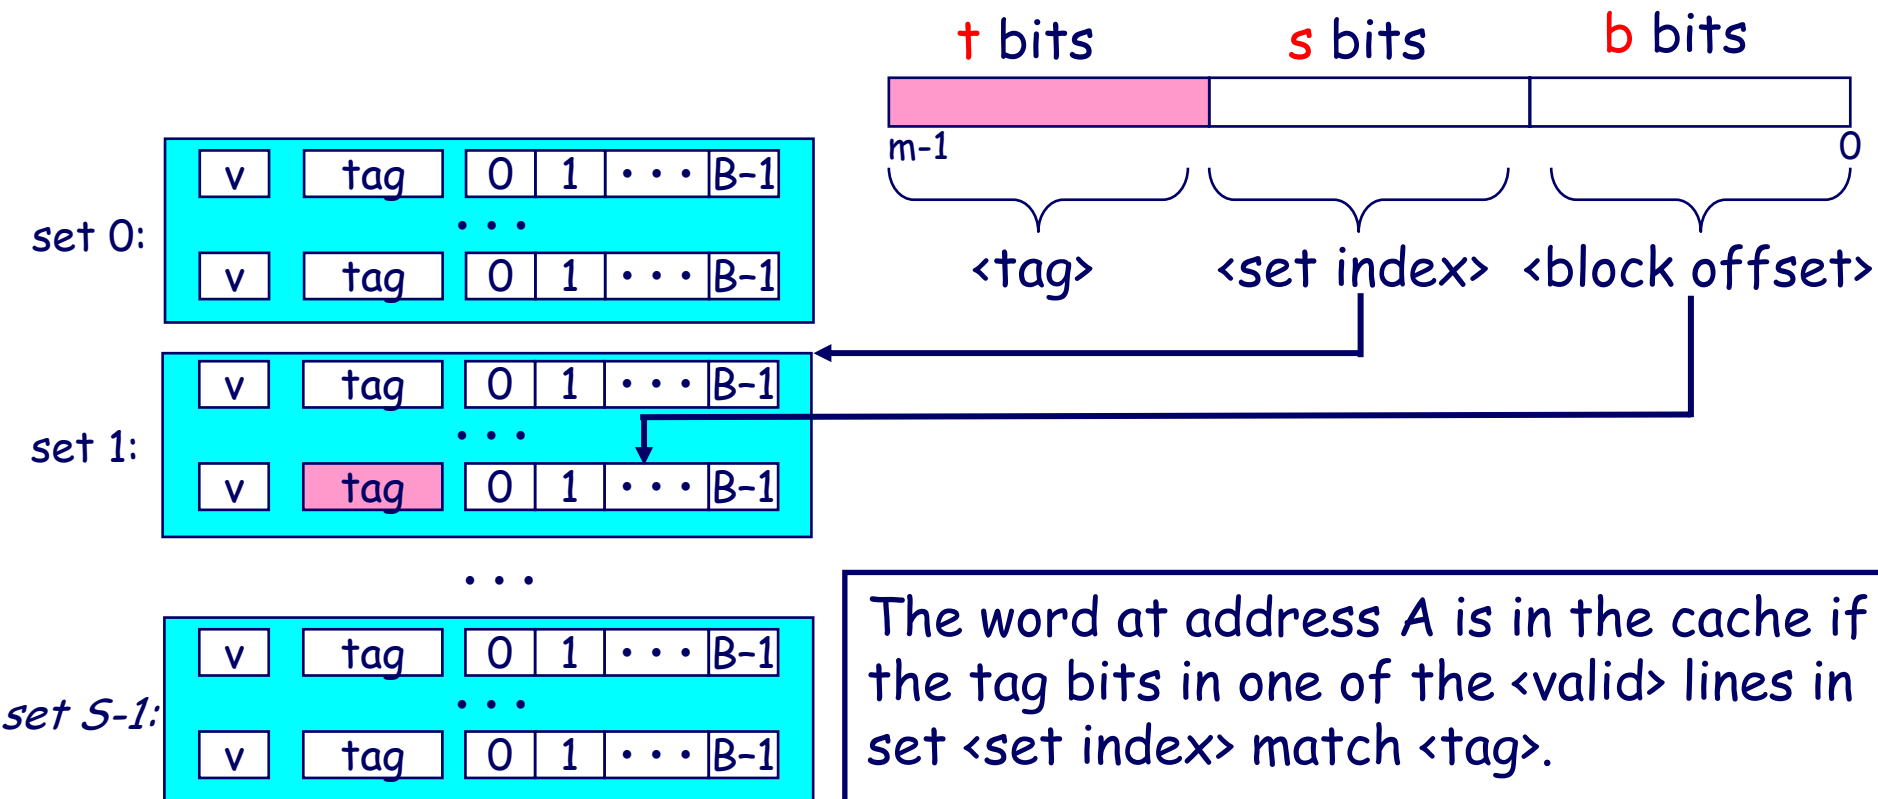 t bits s bits b bits
m-1 0
<tag> <set index> <block offset>
v tag 0 1 • • • B-1
• • •
set 0:
v tag 0 1 • • • B-1
v tag 0 1 • • • B-1
• • •
set 1:
v tag 0 1 • • • B-1
• • •
v tag 0 1 • • • B-1
• • •
set S-1:
v tag 0 1 • • • B-1
The word at address A is in the cache if
the tag bits in one of the <valid> lines in
set <set index> match <tag>.